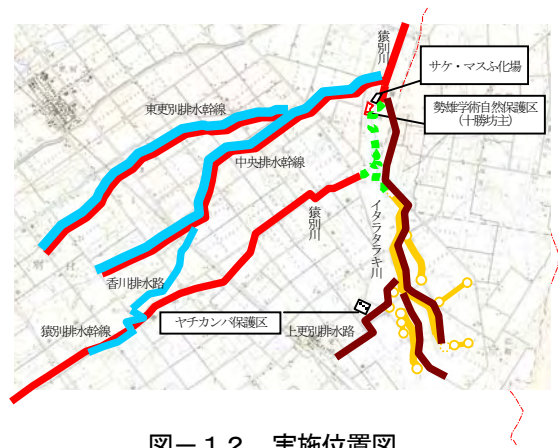 猿別川
サケ・マスふ化場
勢雄学術自然保護区
(十勝坊主)
東更別排水幹線
中央排水幹線
猿別川
イタラタラキ川
香川排水路
猿別排水幹線
ヤチカンバ保護区
上更別排水路
図－１２ 実施位置図